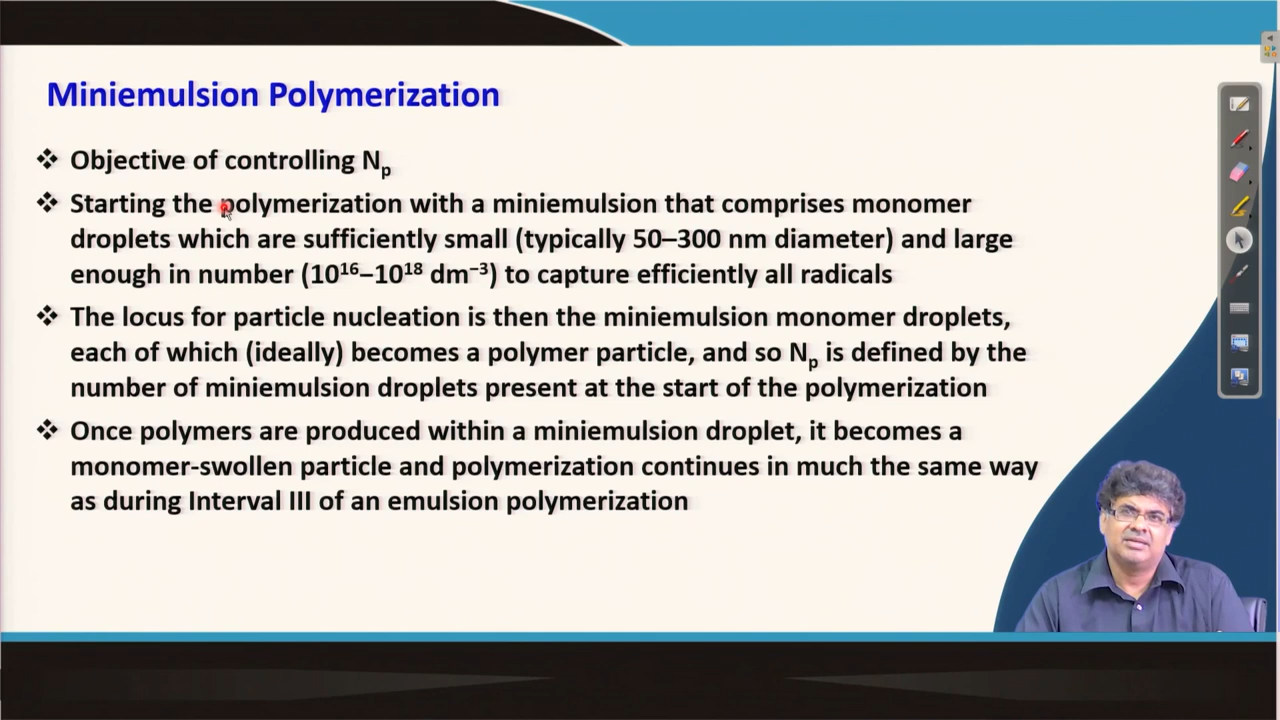 Miniemulsion Polymerization
❖ Objective of controlling Nₚ
❖ Starting the polymerization with a miniemulsion that comprises monomer
droplets which are sufficiently small (typically 50–300 nm diameter) and large
enough in number (10¹⁶–10¹⁸ dm⁻³) to capture efficiently all radicals
❖ The locus for particle nucleation is then the miniemulsion monomer droplets,
each of which (ideally) becomes a polymer particle, and so Nₚ is defined by the
number of miniemulsion droplets present at the start of the polymerization
❖ Once polymers are produced within a miniemulsion droplet, it becomes a
monomer-swollen particle and polymerization continues in much the same way
as during Interval III of an emulsion polymerization